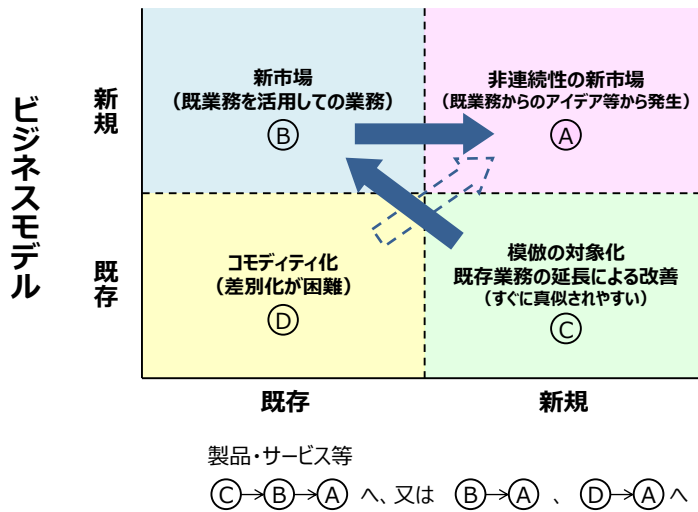 ビジネスモデル
新規
既存
新市場
（既業務を活用しての業務）
B
非連続性の新市場
（既業務からのアイデア等から発生）
A
コモディティ化
（差別化が困難）
D
模倣の対象化
既存業務の延長による改善
（すぐに真似されやすい）
C
既存
新規
製品・サービス等
C→B→A へ、又は B→A 、 D→A へ